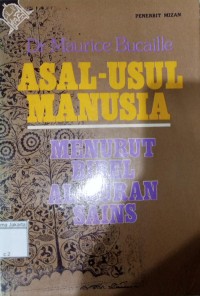 PENERBIT MIZAN
Dr Maurice Bucaille
ASAL-USUL
MANUSIA
MENURUT
BIBEL
AL-QURAN
SAINS